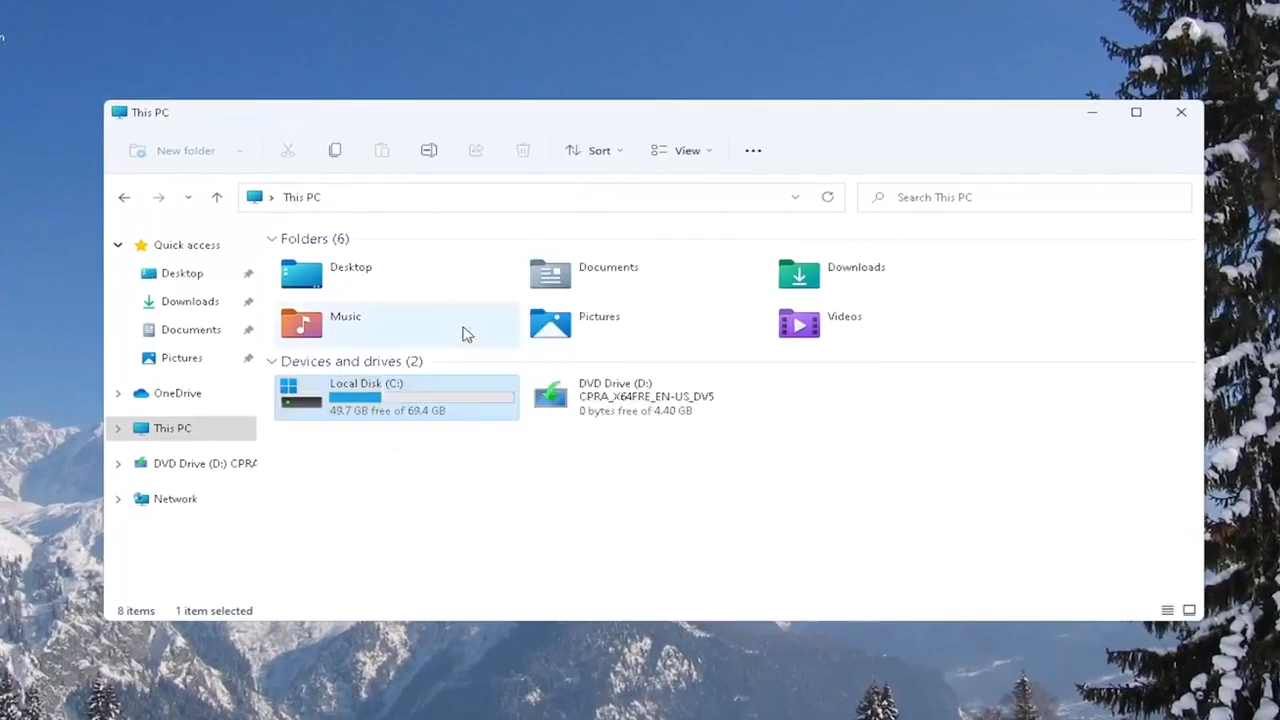 n
This PC
New folder
Sort
View
This PC
Search This PC
Quick access
Desktop
Downloads
Documents
Pictures
OneDrive
This PC
DVD Drive (D:) CPRA
Network
Folders (6)
Desktop
Documents
Downloads
Music
Pictures
Videos
Devices and drives (2)
Local Disk (C:)
49.7 GB free of 69.4 GB
DVD Drive (D:)
CPRA_X64FRE_EN-US_DV5
0 bytes free of 4.40 GB
8 items
1 item selected